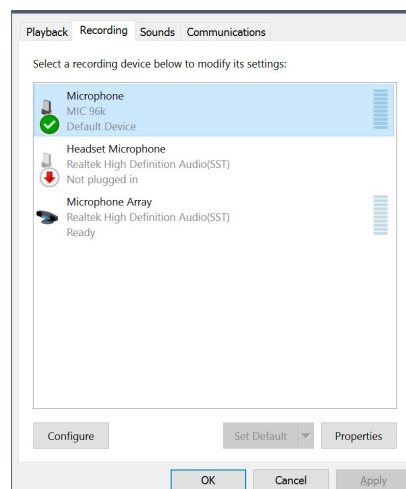 Playback Recording Sounds Communications
Select a recording device below to modify its settings:
Microphone
MIC 96k
Default Device
Headset Microphone
Realtek High Definition Audio(SST)
Not plugged in
Microphone Array
Realtek High Definition Audio(SST)
Ready
Configure Set Default Properties
OK Cancel Apply